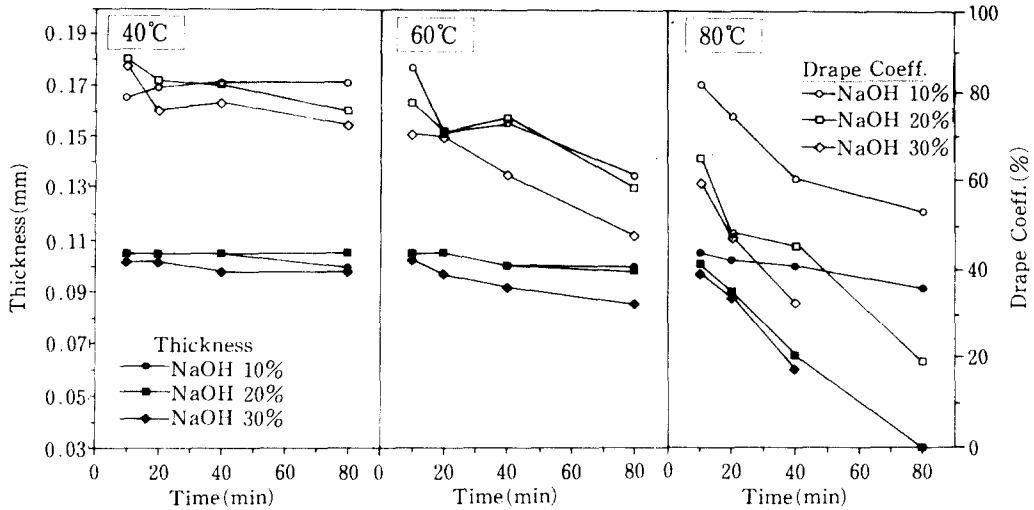 40℃
60℃
80℃
Thickness(mm)
0.19
0.17
0.15
0.13
0.11
0.09
0.07
0.05
0.03
Thickness
NaOH 10%
NaOH 20%
NaOH 30%
Drape Coeff.
NaOH 10%
NaOH 20%
NaOH 30%
100
80
60
40
20
0
Drape Coeff.(%)
0 20 40 60 80
0 20 40 60 80
0 20 40 60 80
Time(min)
Time(min)
Time(min)